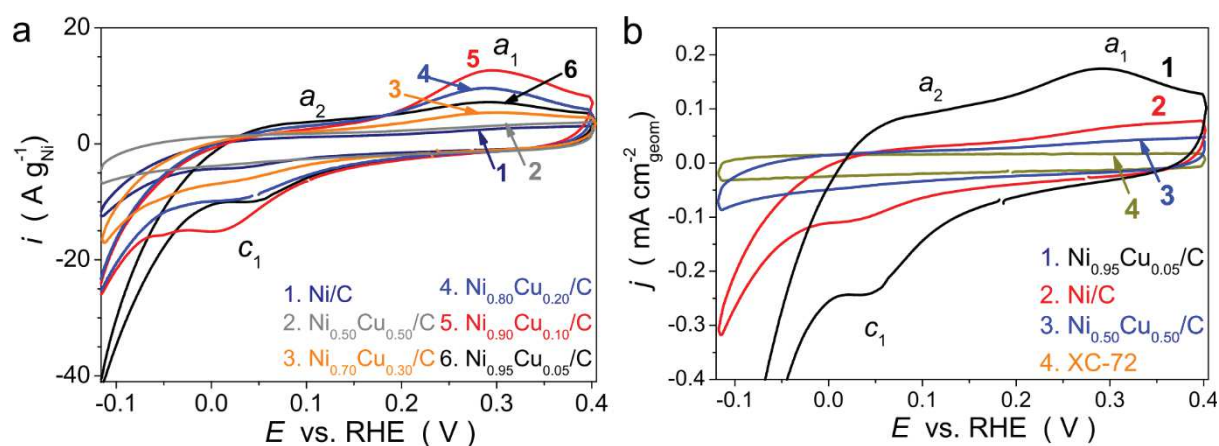 a
20
0
-20
-40
i ( A g⁻¹Ni )
a₂
a₁
3
4
5
6
1
2
c₁
1. Ni/C
2. Ni₀.₅₀Cu₀.₅₀/C
3. Ni₀.₇₀Cu₀.₃₀/C
4. Ni₀.₈₀Cu₀.₂₀/C
5. Ni₀.₉₀Cu₀.₁₀/C
6. Ni₀.₉₅Cu₀.₀₅/C
-0.1 0.0 0.1 0.2 0.3 0.4
E vs. RHE ( V )
b
0.2
0.1
0.0
-0.1
-0.2
-0.3
-0.4
j ( mA cm⁻²geom )
a₂
a₁
1
2
3
4
c₁
1. Ni₀.₉₅Cu₀.₀₅/C
2. Ni/C
3. Ni₀.₅₀Cu₀.₅₀/C
4. XC-72
-0.1 0.0 0.1 0.2 0.3 0.4
E vs. RHE ( V )